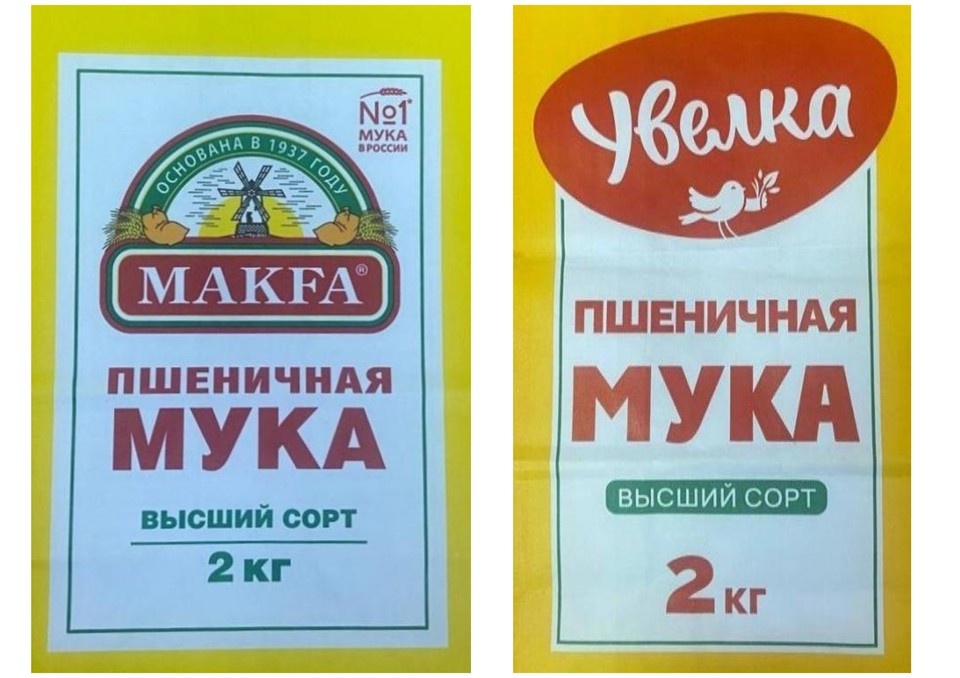 №1*
МУКА
В РОССИИ
ОСНОВАНА В 1937 ГОДУ
MAKFA®
ПШЕНИЧНАЯ
МУКА
ВЫСШИЙ СОРТ
2 кг
Увелка
ПШЕНИЧНАЯ
МУКА
ВЫСШИЙ СОРТ
2 кг